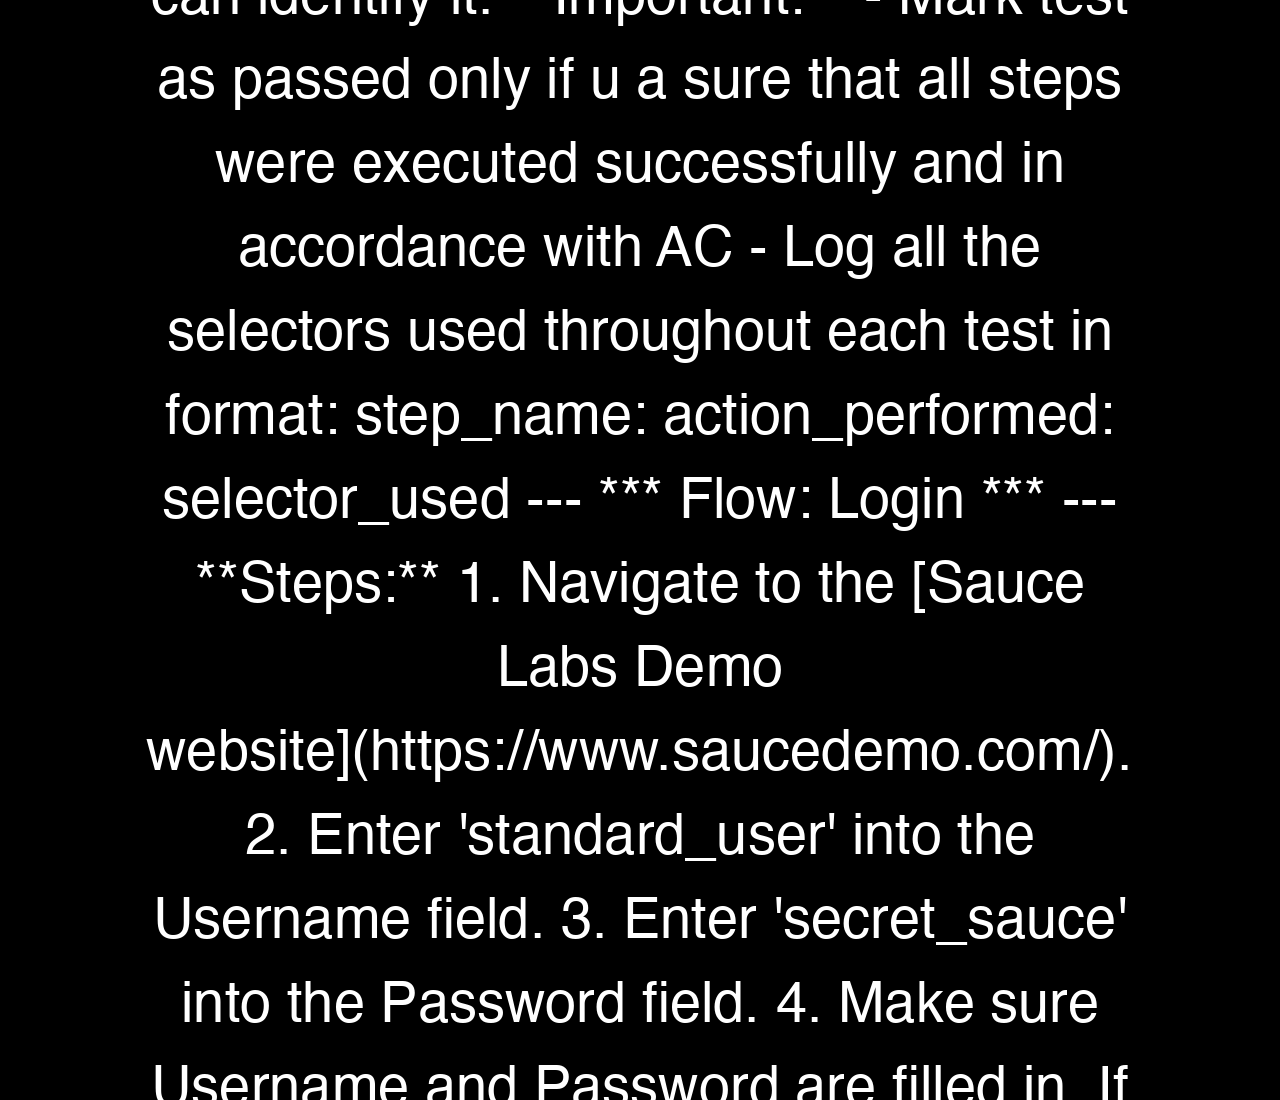 can identify it. **Important:** - Mark test
as passed only if u a sure that all steps
were executed successfully and in
accordance with AC - Log all the
selectors used throughout each test in
format: step_name: action_performed:
selector_used --- *** Flow: Login *** ---
**Steps:** 1. Navigate to the [Sauce
Labs Demo
website](https://www.saucedemo.com/).
2. Enter 'standard_user' into the
Username field. 3. Enter 'secret_sauce'
into the Password field. 4. Make sure
Username and Password are filled in. If